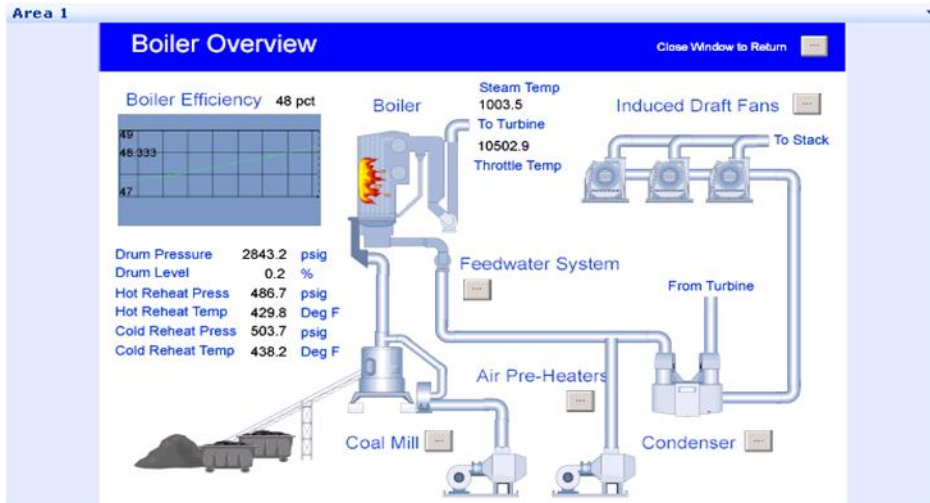 Area 1
Boiler Overview
Close Window to Return ...
Boiler Efficiency 48 pct
49
48.333
47
Boiler
Steam Temp
1003.5
To Turbine
10502.9
Throttle Temp
Induced Draft Fans ...
To Stack
Drum Pressure 2843.2 psig
Drum Level 0.2 %
Hot Reheat Press 486.7 psig
Hot Reheat Temp 429.8 Deg F
Cold Reheat Press 503.7 psig
Cold Reheat Temp 438.2 Deg F
Feedwater System
...
From Turbine
Air Pre-Heaters
...
Coal Mill ...
Condenser ...